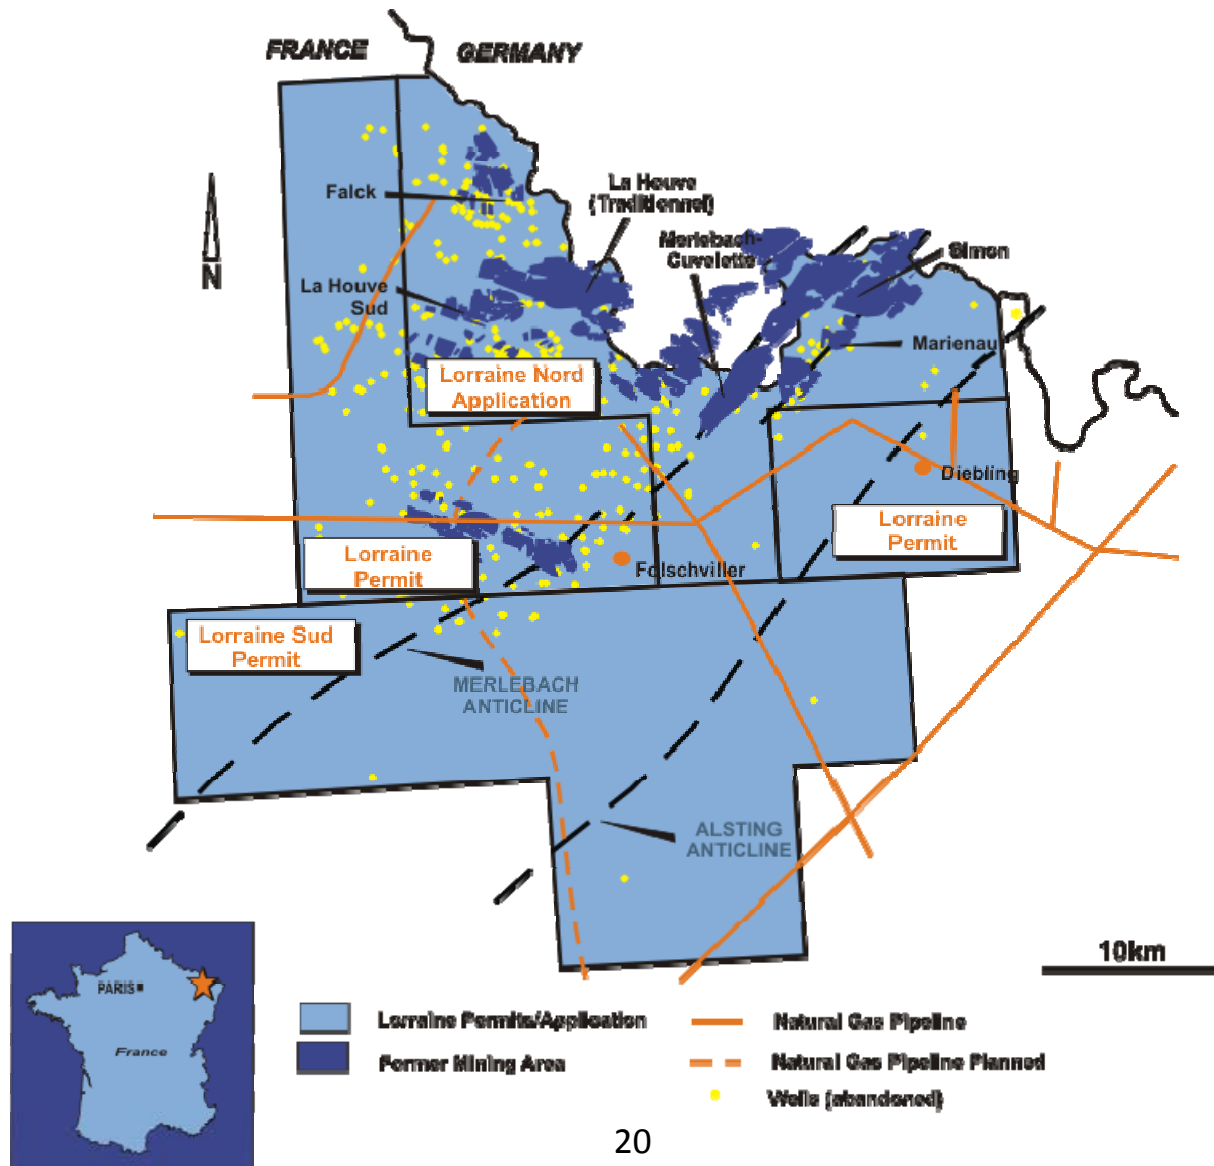 FRANCE
GERMANY
Falck
La Houve
(Traditionnel)
Merlebach-
Cuvelette
Simon
N
La Houve
Sud
Marienau
Lorraine Nord
Application
Diebling
Lorraine
Permit
Lorraine
Permit
Folschviller
Lorraine Sud
Permit
MERLEBACH
ANTICLINE
ALSTING
ANTICLINE
10km
PARIS
France
Lorraine Permits/Application
Natural Gas Pipeline
Former Mining Area
Natural Gas Pipeline Planned
Wells (abandoned)
20